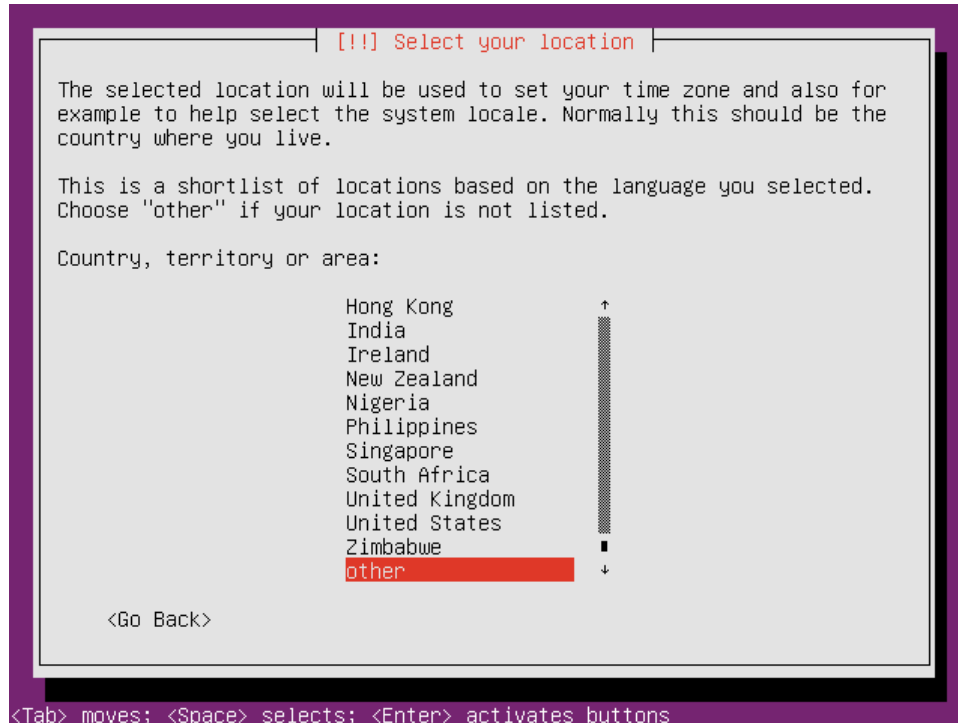 [!!] Select your location
The selected location will be used to set your time zone and also for
example to help select the system locale. Normally this should be the
country where you live.
This is a shortlist of locations based on the language you selected.
Choose "other" if your location is not listed.
Country, territory or area:
Hong Kong
India
Ireland
New Zealand
Nigeria
Philippines
Singapore
South Africa
United Kingdom
United States
Zimbabwe
other
<Go Back>
<Tab> moves; <Space> selects; <Enter> activates buttons